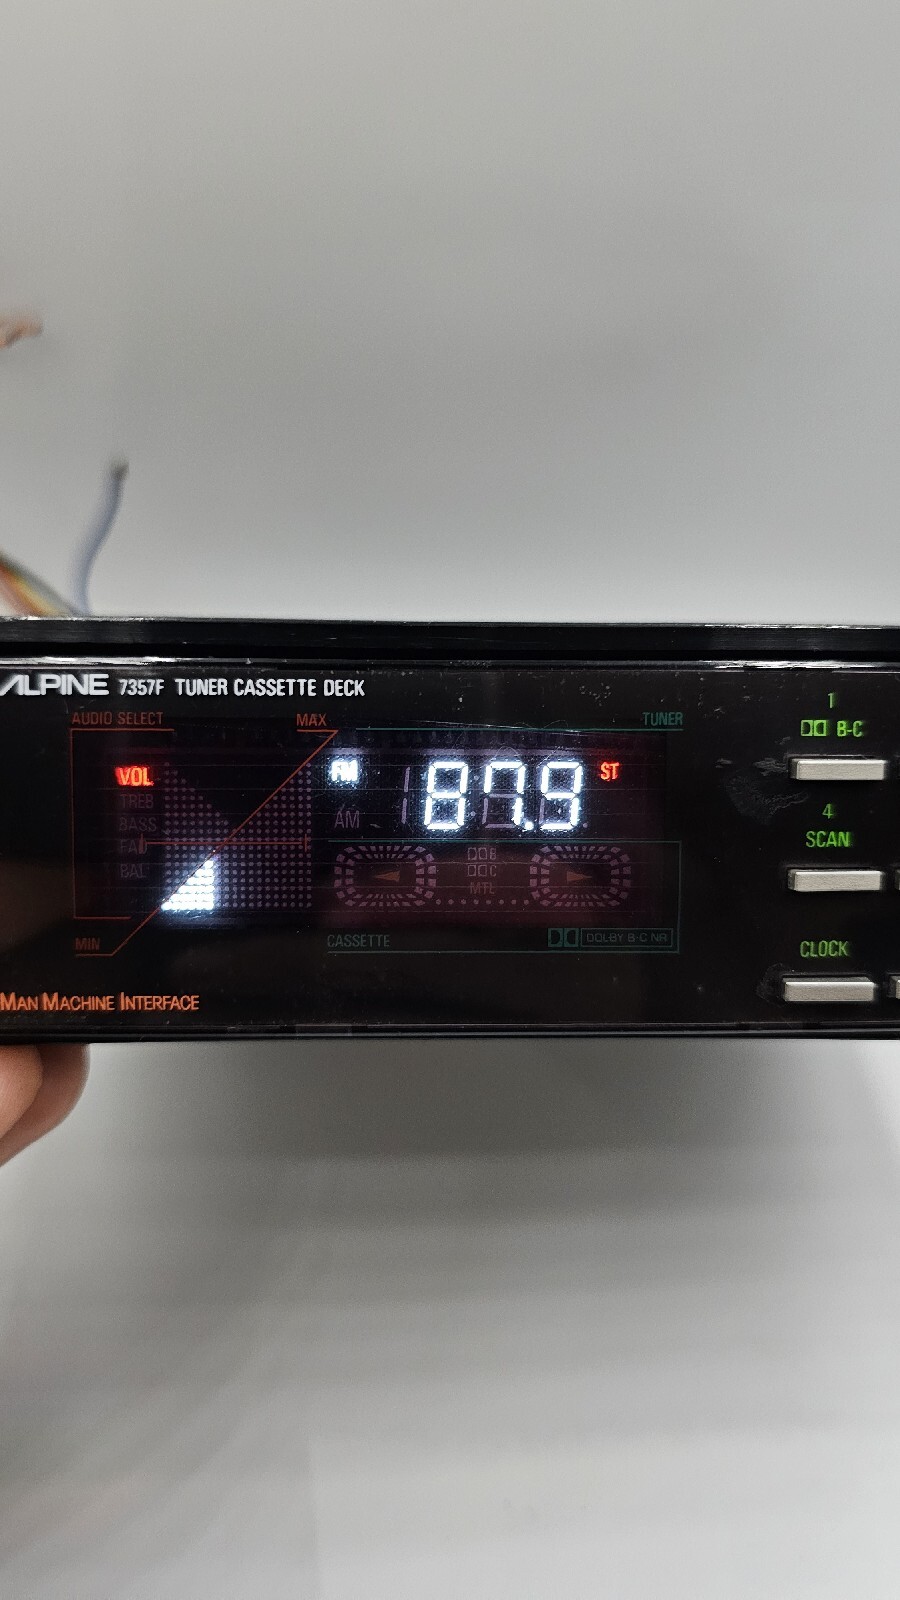 ALPINE 7357F TUNER CASSETTE DECK
AUDIO SELECT
MAX
TUNER
VOL
TREB
BASS
FAD
BAL
MIN
FM
AM
87.9
ST
B
C
MTL
CASSETTE
DOLBY B-C NR
MAN MACHINE INTERFACE
1
B-C
4
SCAN
CLOCK